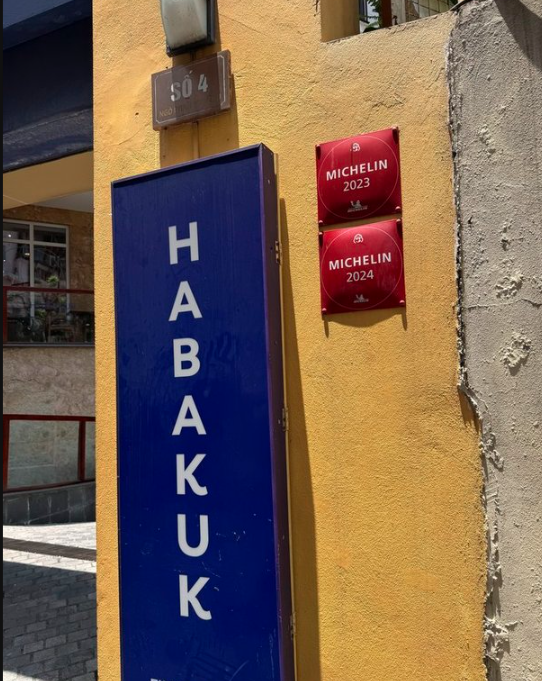 SỐ 4
HABAKUK
MICHELIN
2023
MICHELIN
2024